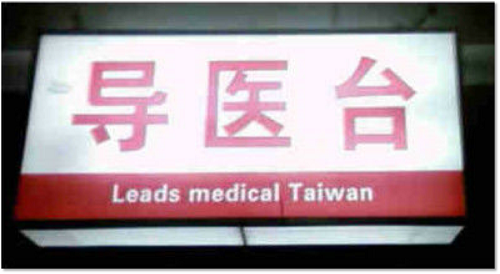 导医台
Leads medical Taiwan